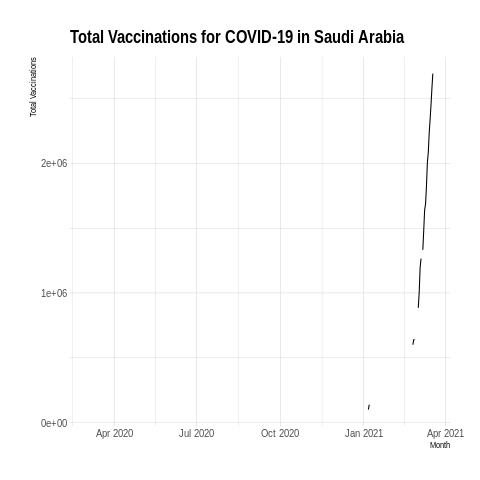 Total Vaccinations for COVID-19 in Saudi Arabia
Total Vaccinations
2e+06
1e+06
0e+00
Apr 2020 Jul 2020 Oct 2020 Jan 2021 Apr 2021
Month